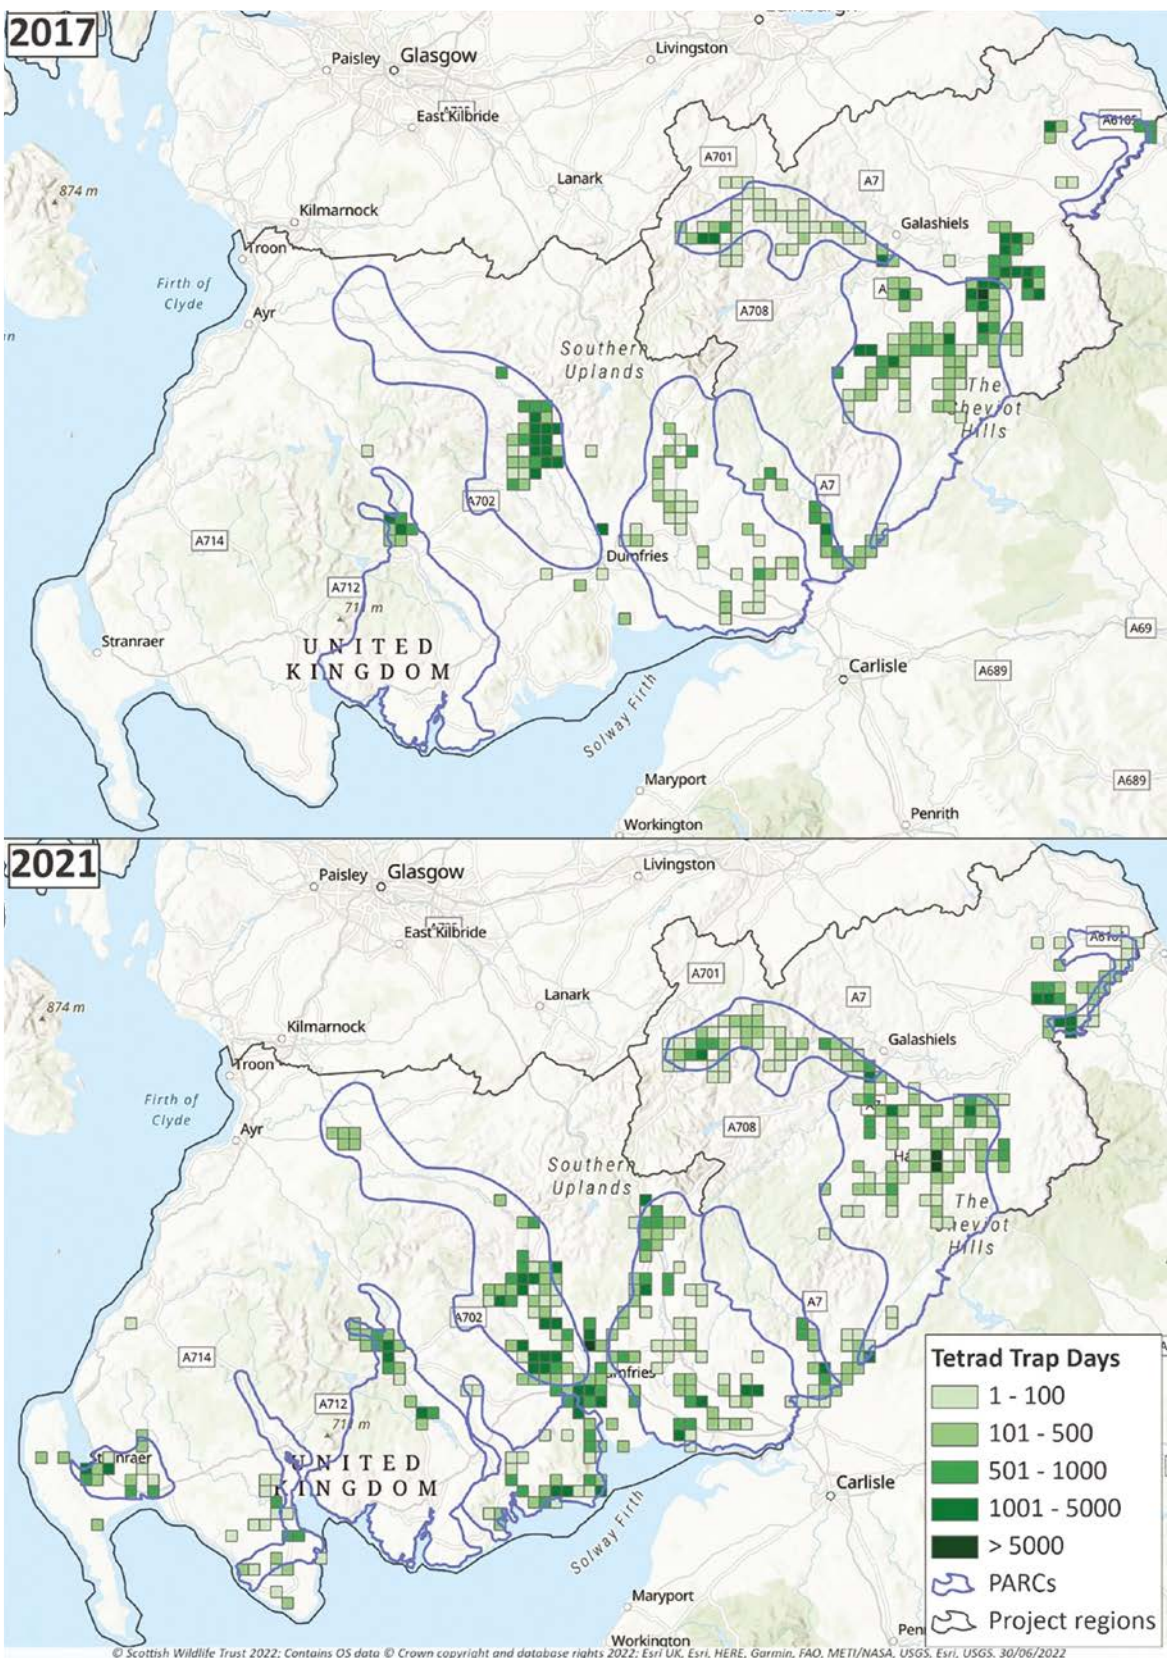 2017
Paisley
Glasgow
Livingston
East Kilbride
A701
A6105
874 m
Lanark
A7
Kilmarnock
Galashiels
Troon
Firth of
Clyde
Ayr
A708
Southern
Uplands
The
Cheviot
Hills
A702
A7
A714
Dumfries
A712
Stranraer
UNITED
KINGDOM
A69
Carlisle
A689
Solway Firth
Maryport
A689
Penrith
Workington
2021
Paisley
Glasgow
Livingston
East Kilbride
A701
874 m
Lanark
A7
Kilmarnock
Galashiels
Troon
Firth of
Clyde
Ayr
A708
Southern
Uplands
The
Cheviot
Hills
A702
A7
A714
A712
UNITED
KINGDOM
Carlisle
Solway Firth
Maryport
Workington
Tetrad Trap Days
1 - 100
101 - 500
501 - 1000
1001 - 5000
> 5000
PARCs
Project regions
© Scottish Wildlife Trust 2022; Contains OS data © Crown copyright and database rights 2022; Esri UK, Esri, HERE, Garmin, FAO, METI/NASA, USGS, Esri, USGS, 30/06/2022